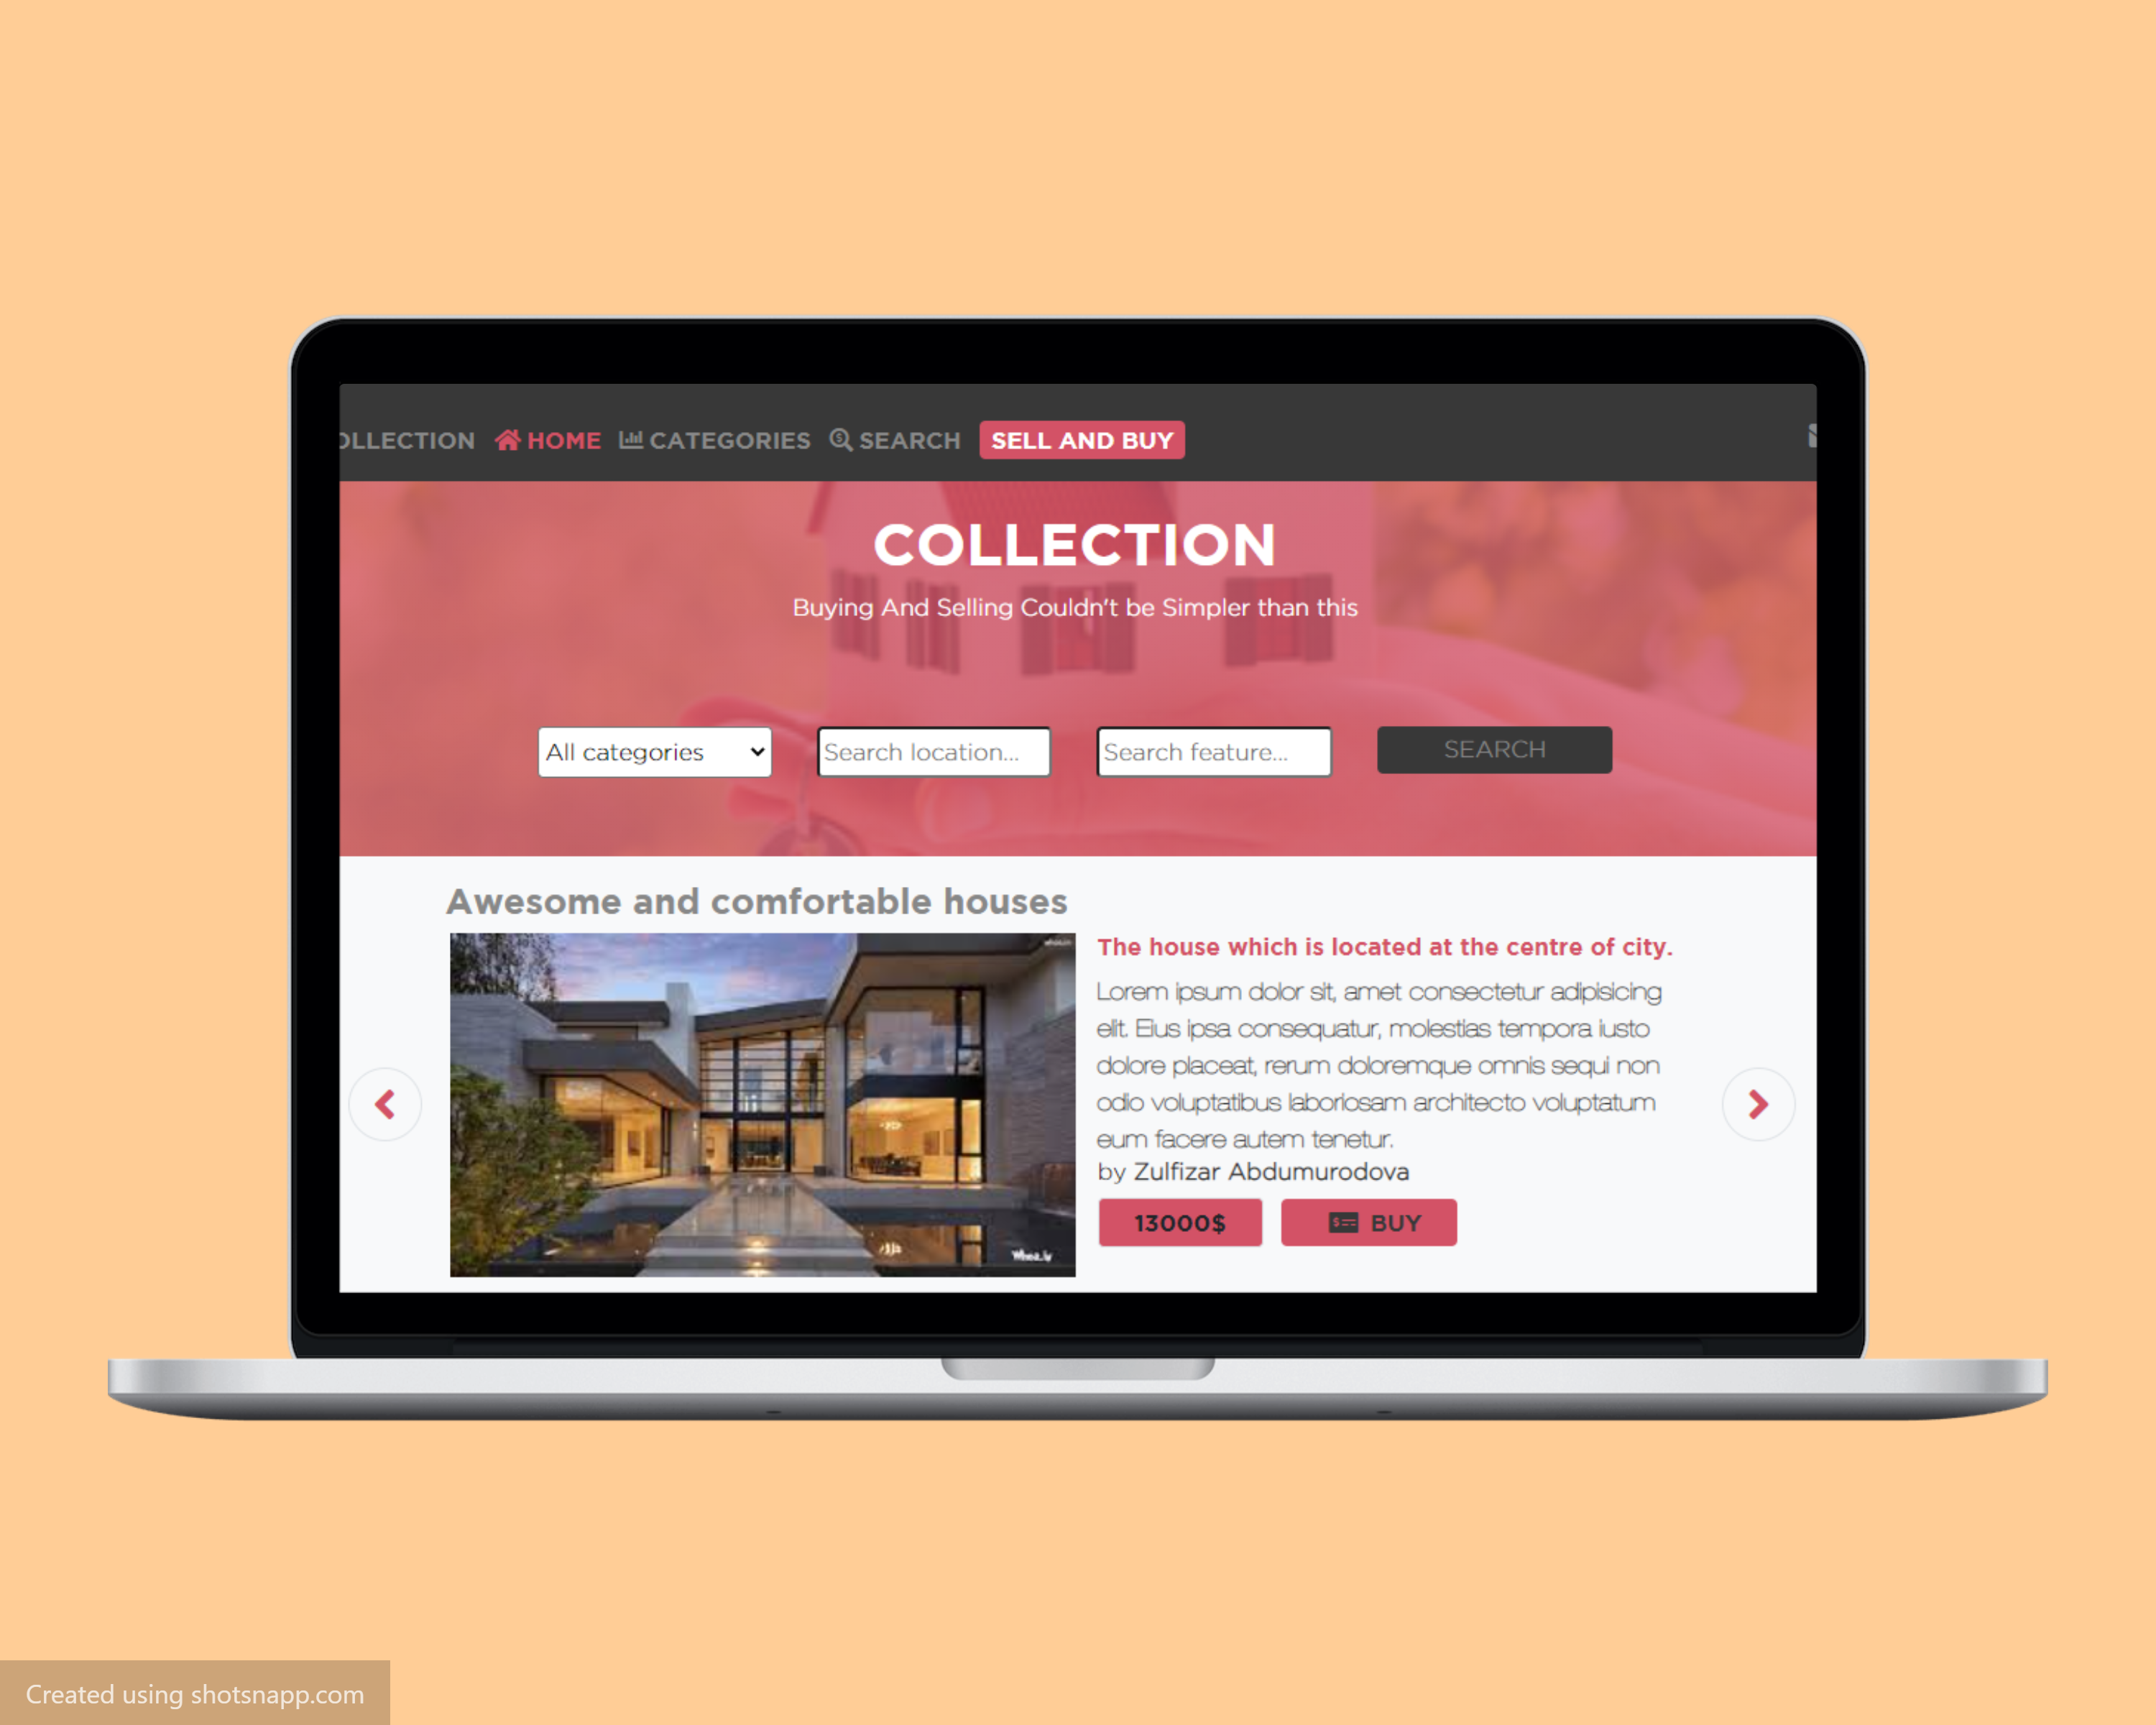 OLLECTION HOME CATEGORIES SEARCH SELL AND BUY
COLLECTION
Buying And Selling Couldn't be Simpler than this
All categories Search location... Search feature... SEARCH
Awesome and comfortable houses
The house which is located at the centre of city.
Lorem ipsum dolor sit, amet consectetur adipisicing
elit. Eius ipsa consequatur, molestias tempora iusto
dolore placeat, rerum doloremque omnis sequi non
odio voluptatibus laboriosam architecto voluptatum
eum facere autem tenetur.
by Zulfizar Abdumurodova
13000$ BUY
Created using shotsnapp.com